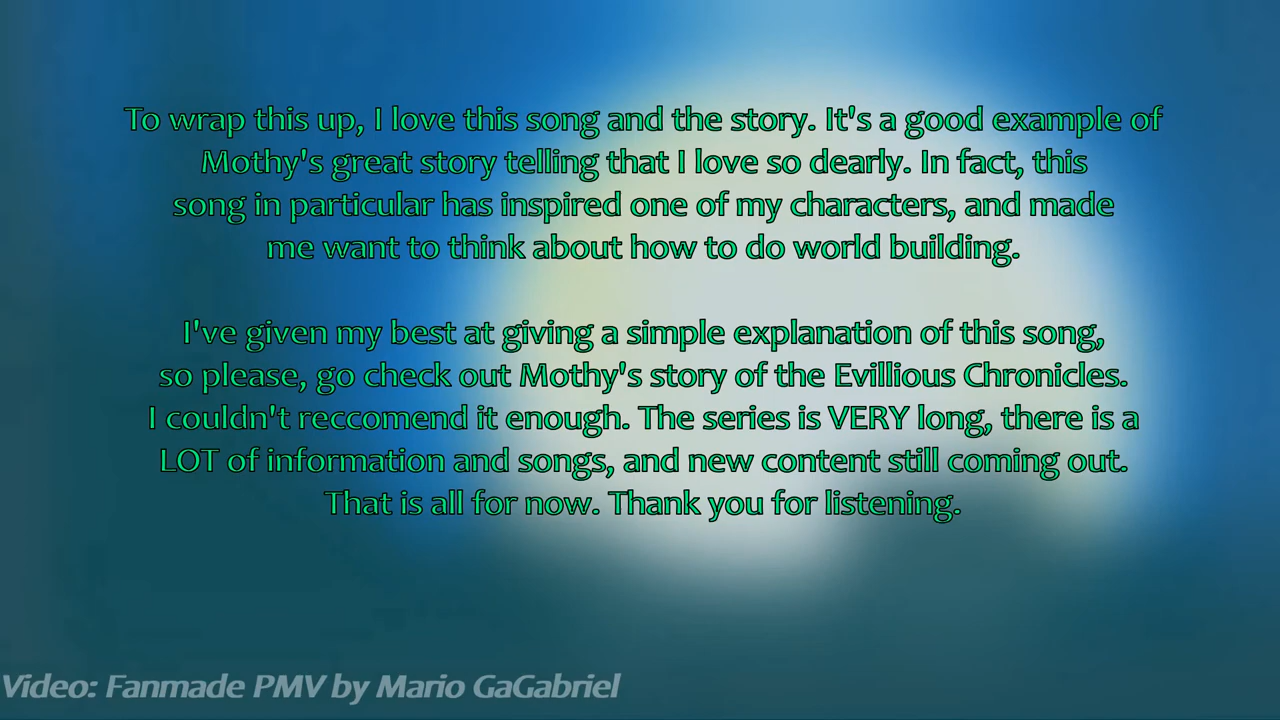 To wrap this up, I love this song and the story. It's a good example of
Mothy's great story telling that I love so dearly. In fact, this
song in particular has inspired one of my characters, and made
me want to think about how to do world building.
I've given my best at giving a simple explanation of this song,
so please, go check out Mothy's story of the Evillious Chronicles.
I couldn't reccomend it enough. The series is VERY long, there is a
LOT of information and songs, and new content still coming out.
That is all for now. Thank you for listening.
Video: Fanmade PMV by Mario GaGabriel